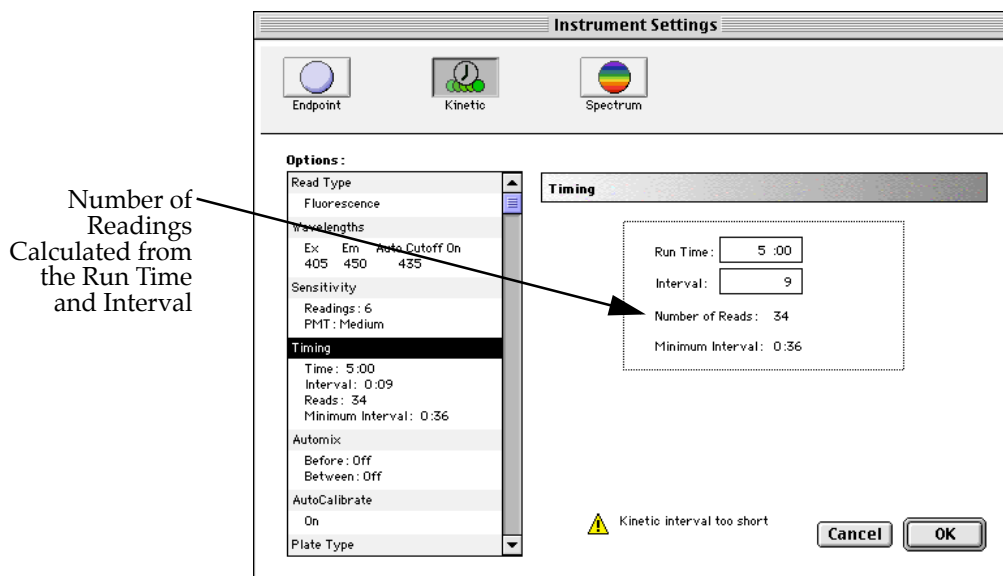 Instrument Settings
Endpoint
Kinetic
Spectrum
Number of
Readings
Calculated from
the Run Time
and Interval
Options:
Read Type
Fluorescence
Wavelengths
Ex Em Auto Cutoff On
405 450 435
Sensitivity
Readings: 6
PMT: Medium
Timing
Time: 5:00
Interval: 0:09
Reads: 34
Minimum Interval: 0:36
Automix
Before: Off
Between: Off
AutoCalibrate
On
Plate Type
Timing
Run Time: 5 :00
Interval: 9
Number of Reads: 34
Minimum Interval: 0:36
Kinetic interval too short
Cancel
OK